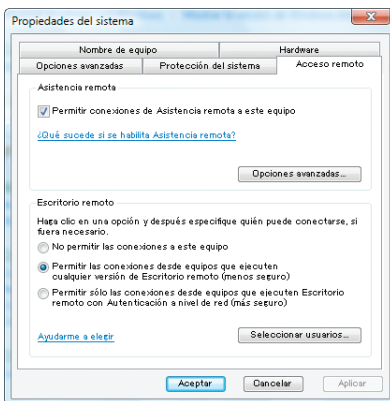 Propiedades del sistema
Nombre de equipo
Hardware
Opciones avanzadas
Protección del sistema
Acceso remoto
Asistencia remota
Permitir conexiones de Asistencia remota a este equipo
¿Qué sucede si se habilita Asistencia remota?
Opciones avanzadas...
Escritorio remoto
Haga clic en una opción y después especifique quién puede conectarse, si
fuera necesario.
No permitir las conexiones a este equipo
Permitir las conexiones desde equipos que ejecuten
cualquier versión de Escritorio remoto (menos seguro)
Permitir sólo las conexiones desde equipos que ejecuten Escritorio
remoto con Autenticación a nivel de red (más seguro)
Ayudarme a elegir
Seleccionar usuarios...
Aceptar
Cancelar
Aplicar